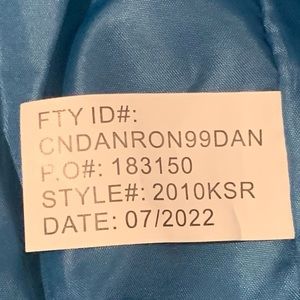 FTY ID#:
CNDANRON99DAN
P.O#: 183150
STYLE#: 2010KSR
DATE: 07/2022